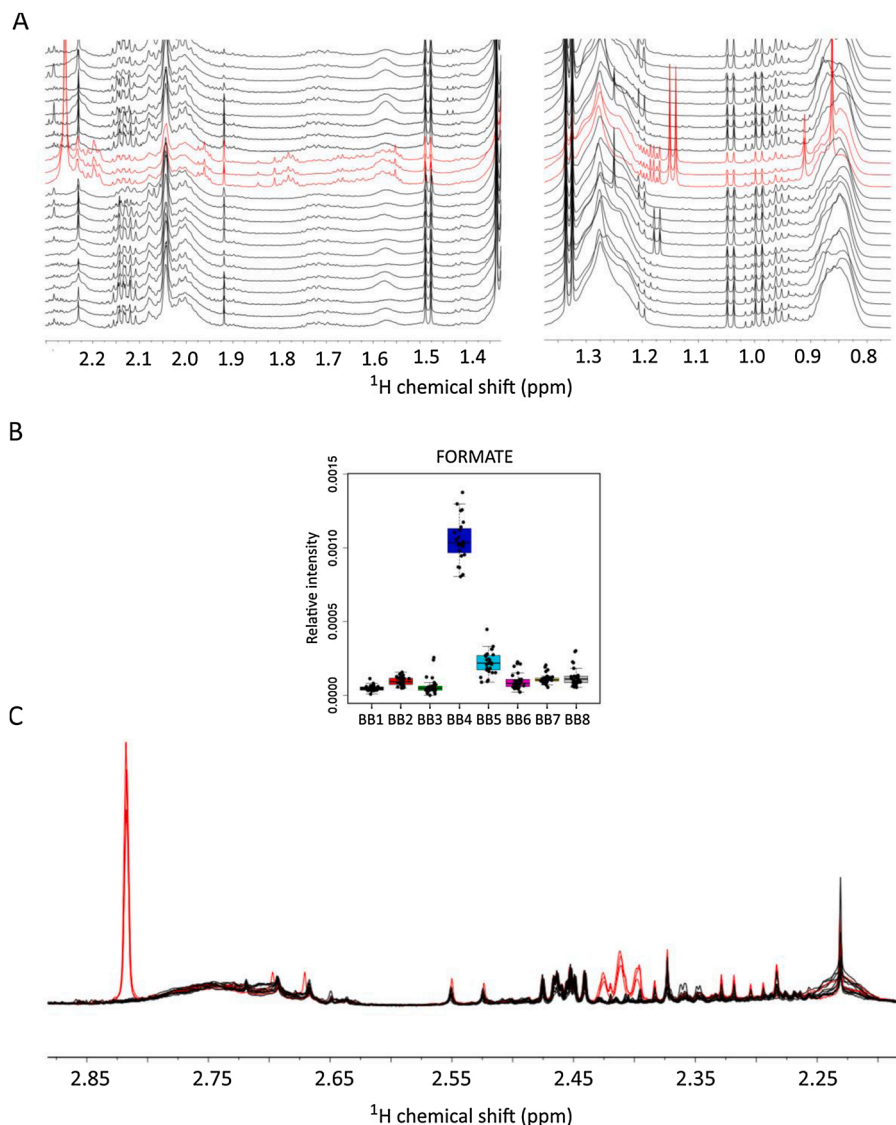 A
2.2 2.1 2.0 1.9 1.8 1.7 1.6 1.5 1.4 1.3 1.2 1.1 1.0 0.9 0.8
¹H chemical shift (ppm)
B
FORMATE
Relative intensity
0.0015
0.0010
0.0005
0.0000
BB1 BB2 BB3 BB4 BB5 BB6 BB7 BB8
C
2.85 2.75 2.65 2.55 2.45 2.35 2.25
¹H chemical shift (ppm)